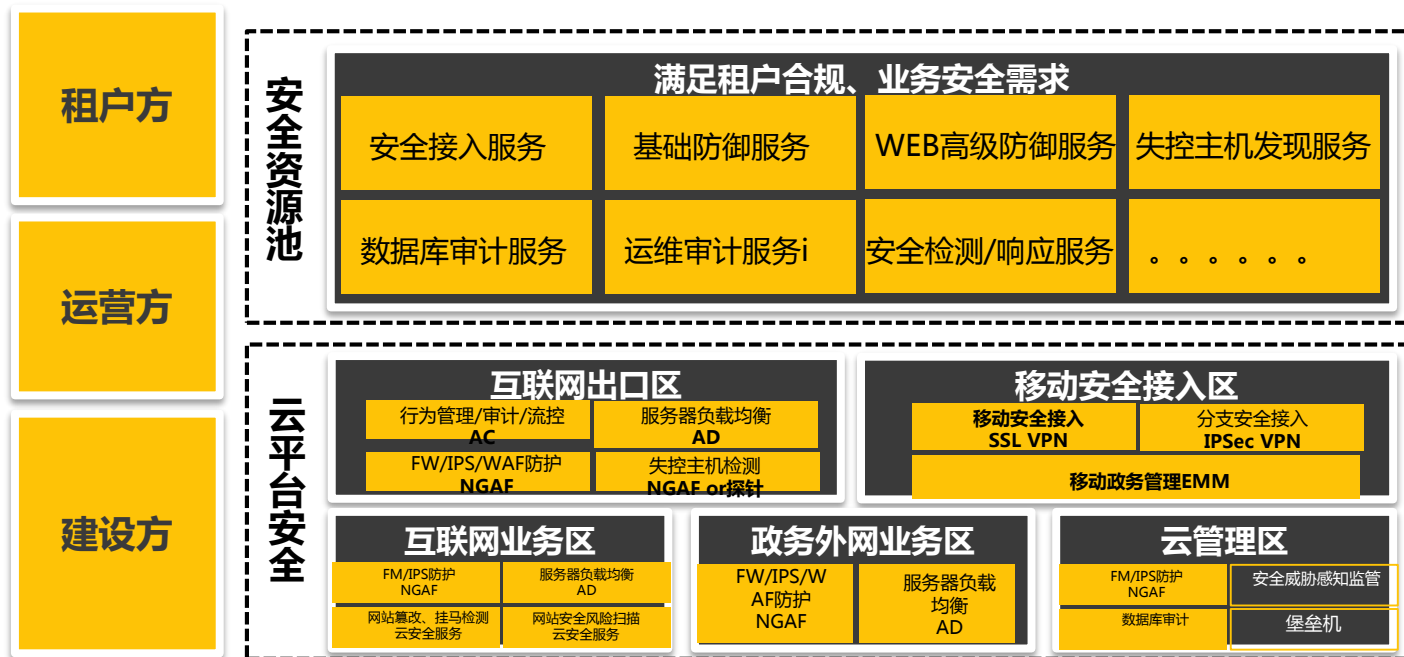 租户方
运营方
建设方
安全资源池
满足租户合规、业务安全需求
安全接入服务
基础防御服务
WEB高级防御服务
失控主机发现服务
数据库审计服务
运维审计服务i
安全检测/响应服务
。。。。。。
云平台安全
互联网出口区
行为管理/审计/流控
AC
服务器负载均衡
AD
FW/IPS/WAF防护
NGAF
失控主机检测
NGAF or探针
移动安全接入区
移动安全接入
SSL VPN
分支安全接入
IPSec VPN
移动政务管理EMM
互联网业务区
FM/IPS防护
NGAF
服务器负载均衡
AD
网站篡改、挂马检测
云安全服务
网站安全风险扫描
云安全服务
政务外网业务区
FW/IPS/W
AF防护
NGAF
服务器负载
均衡
AD
云管理区
FM/IPS防护
NGAF
安全威胁感知监管
数据库审计
堡垒机